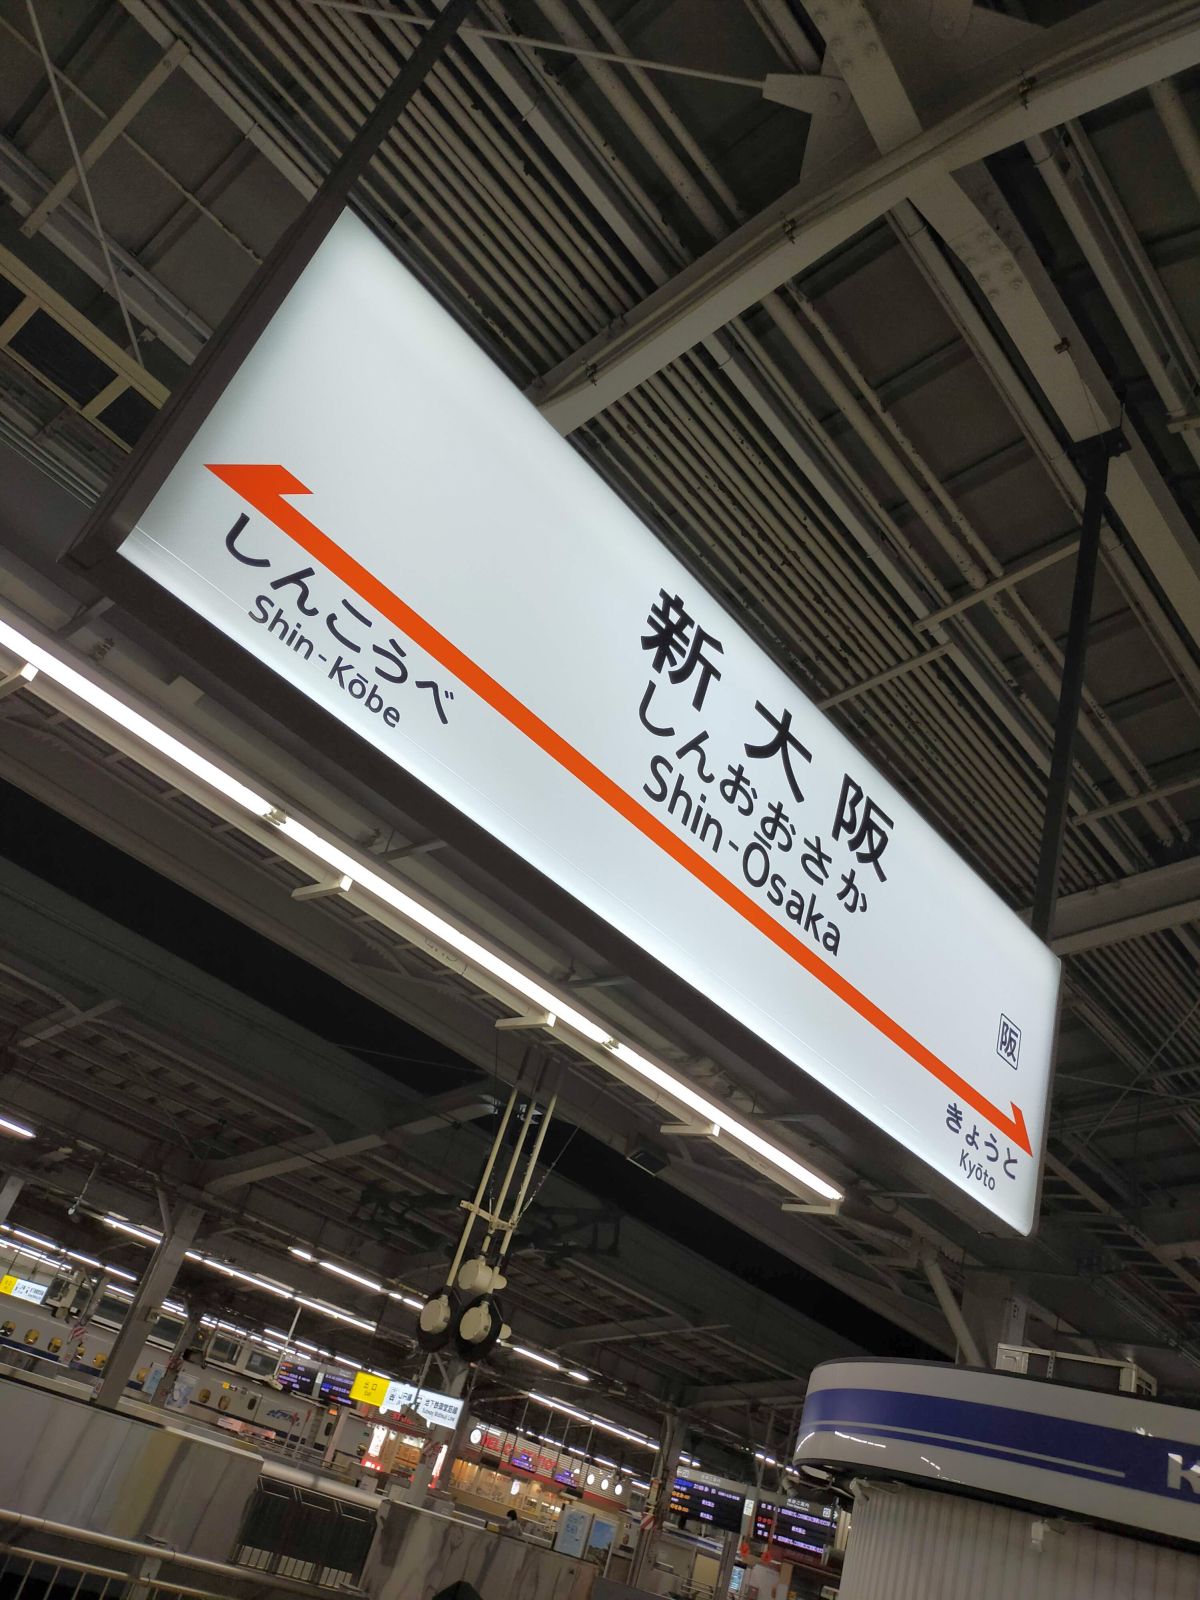 新大阪
しんおおさか
Shin-Ōsaka
阪
しんこうべ
Shin-Kōbe
きょうと
Kyōto